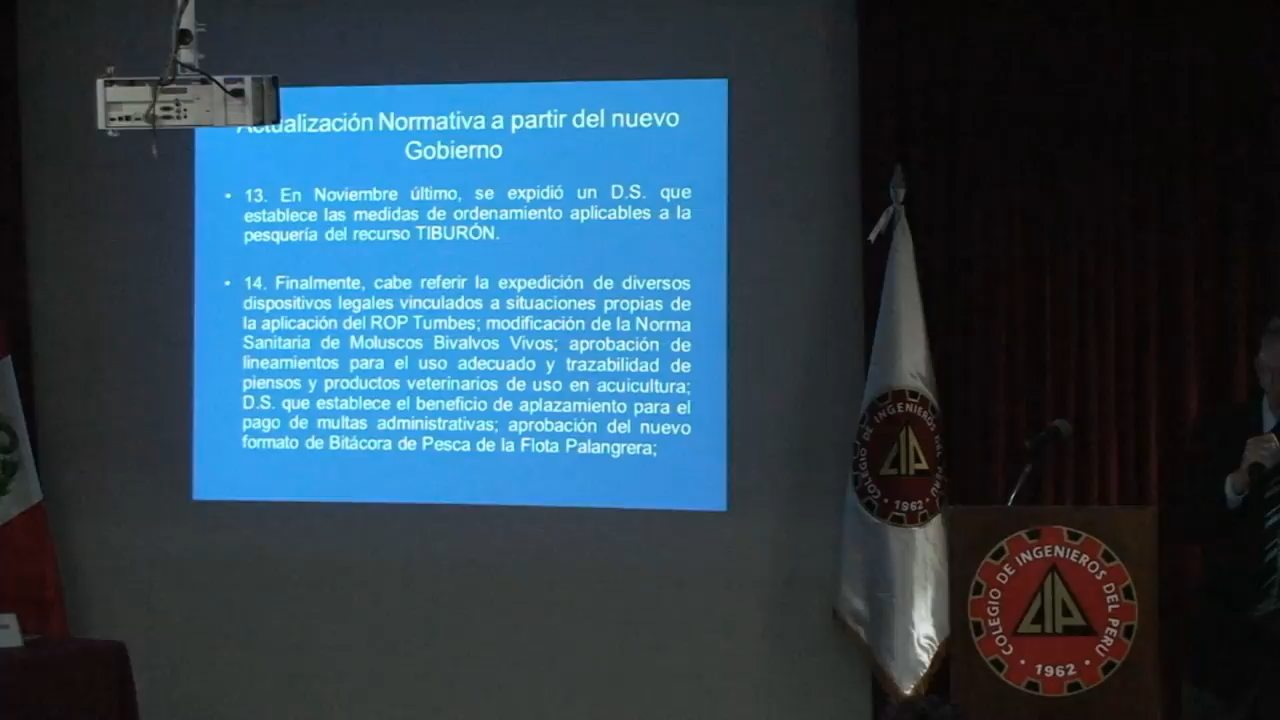 Actualización Normativa a partir del nuevo
Gobierno
• 13. En Noviembre último, se expidió un D.S. que
establece las medidas de ordenamiento aplicables a la
pesquería del recurso TIBURÓN.
• 14. Finalmente, cabe referir la expedición de diversos
dispositivos legales vinculados a situaciones propias de
la aplicación del ROP Tumbes; modificación de la Norma
Sanitaria de Moluscos Bivalvos Vivos; aprobación de
lineamientos para el uso adecuado y trazabilidad de
piensos y productos veterinarios de uso en acuicultura;
D.S. que establece el beneficio de aplazamiento para el
pago de multas administrativas; aprobación del nuevo
formato de Bitácora de Pesca de la Flota Palangrera;
COLEGIO DE INGENIEROS DEL PERÚ
CIP
• 1962 •
COLEGIO DE INGENIEROS DEL PERÚ
CIP
• 1962 •